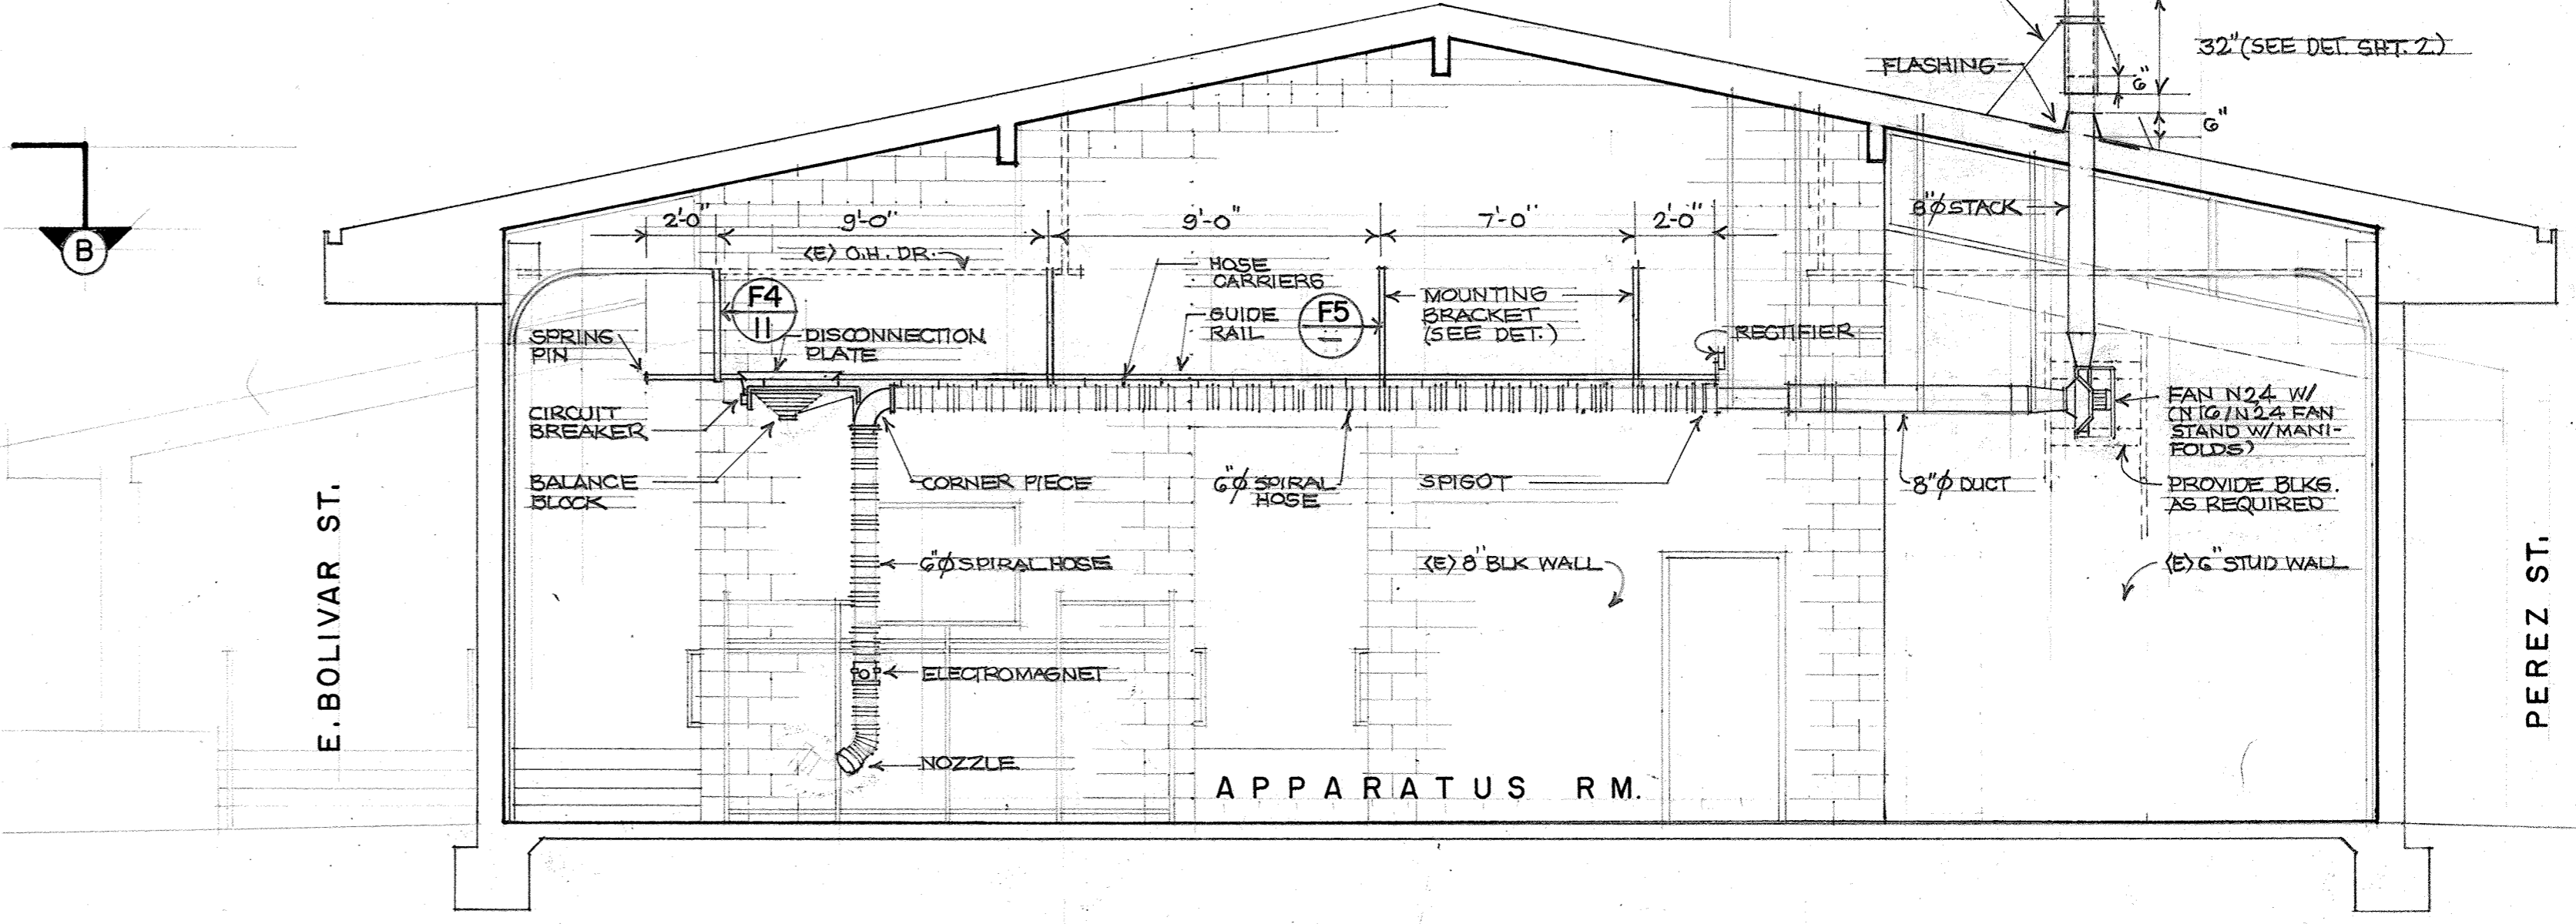 32" (SEE DET. SHT. 2)
FLASHING
6"
6"
B
8"Ø STACK
2'-0"
9'-0"
9'-0"
7'-0"
2'-0"
<E> O.H. DR.
HOSE
CARRIERS
F4
11
F5
MOUNTING
BRACKET
(SEE DET.)
GUIDE
RAIL
RECTIFIER
SPRING
PIN
DISCONNECTION
PLATE
CIRCUIT
BREAKER
FAN N24 W/
(N16/N24 FAN
STAND W/MANI-
FOLDS)
BALANCE
BLOCK
CORNER PIECE
6"Ø SPIRAL
HOSE
SPIGOT
8"Ø DUCT
PROVIDE BLKG.
AS REQUIRED
6"Ø SPIRAL HOSE
<E> 8" BLK WALL
<E> 6" STUD WALL
E. BOLIVAR ST.
PEREZ ST.
ELECTROMAGNET
NOZZLE
APPARATUS RM.